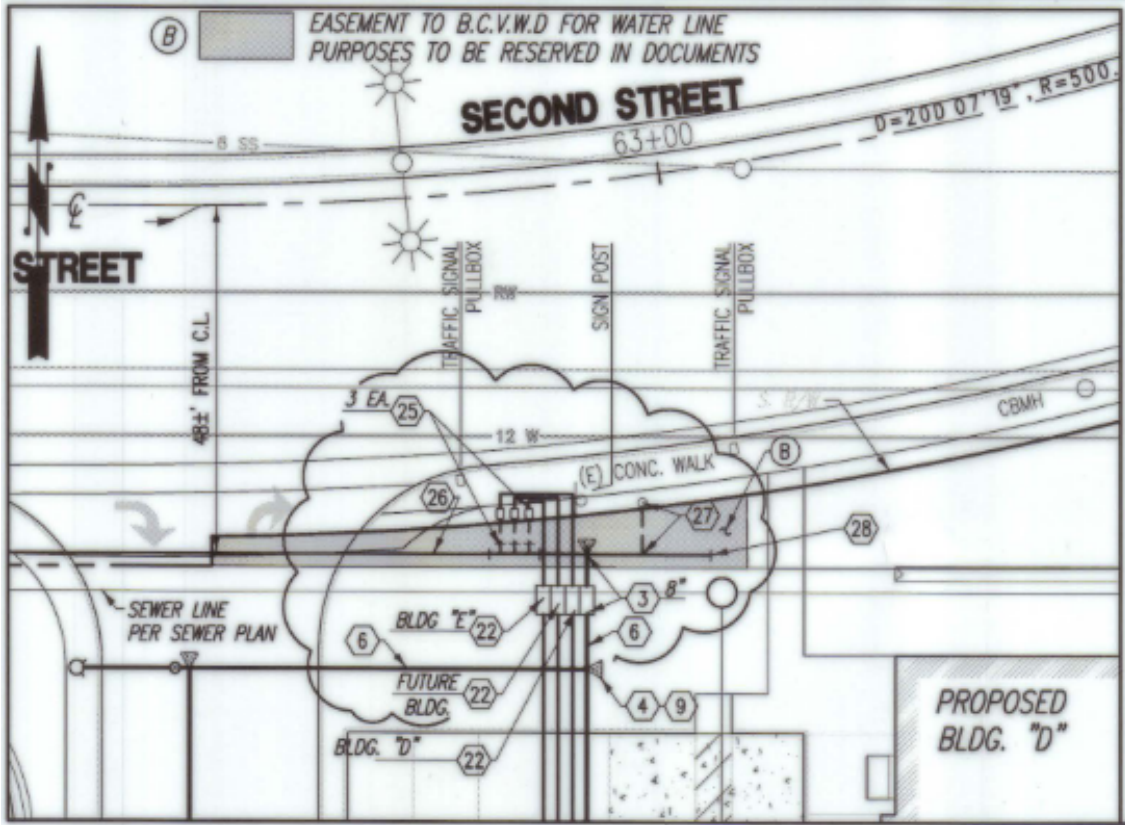 B
EASEMENT TO B.C.V.W.D FOR WATER LINE
PURPOSES TO BE RESERVED IN DOCUMENTS
SECOND STREET
D=20D 07'19", R=500.
63+00
8 SS
℄
STREET
TRAFFIC SIGNAL
PULLBOX
RW
SIGN POST
TRAFFIC SIGNAL
PULLBOX
48±' FROM C.L.
3 EA.
25
S. R/W
CBMH
12 W
(E) CONC. WALK
B
26
27
28
SEWER LINE
PER SEWER PLAN
BLDG "E"
22
3
8"
6
6
FUTURE
BLDG.
22
4
9
BLDG. "D"
22
PROPOSED
BLDG. "D"